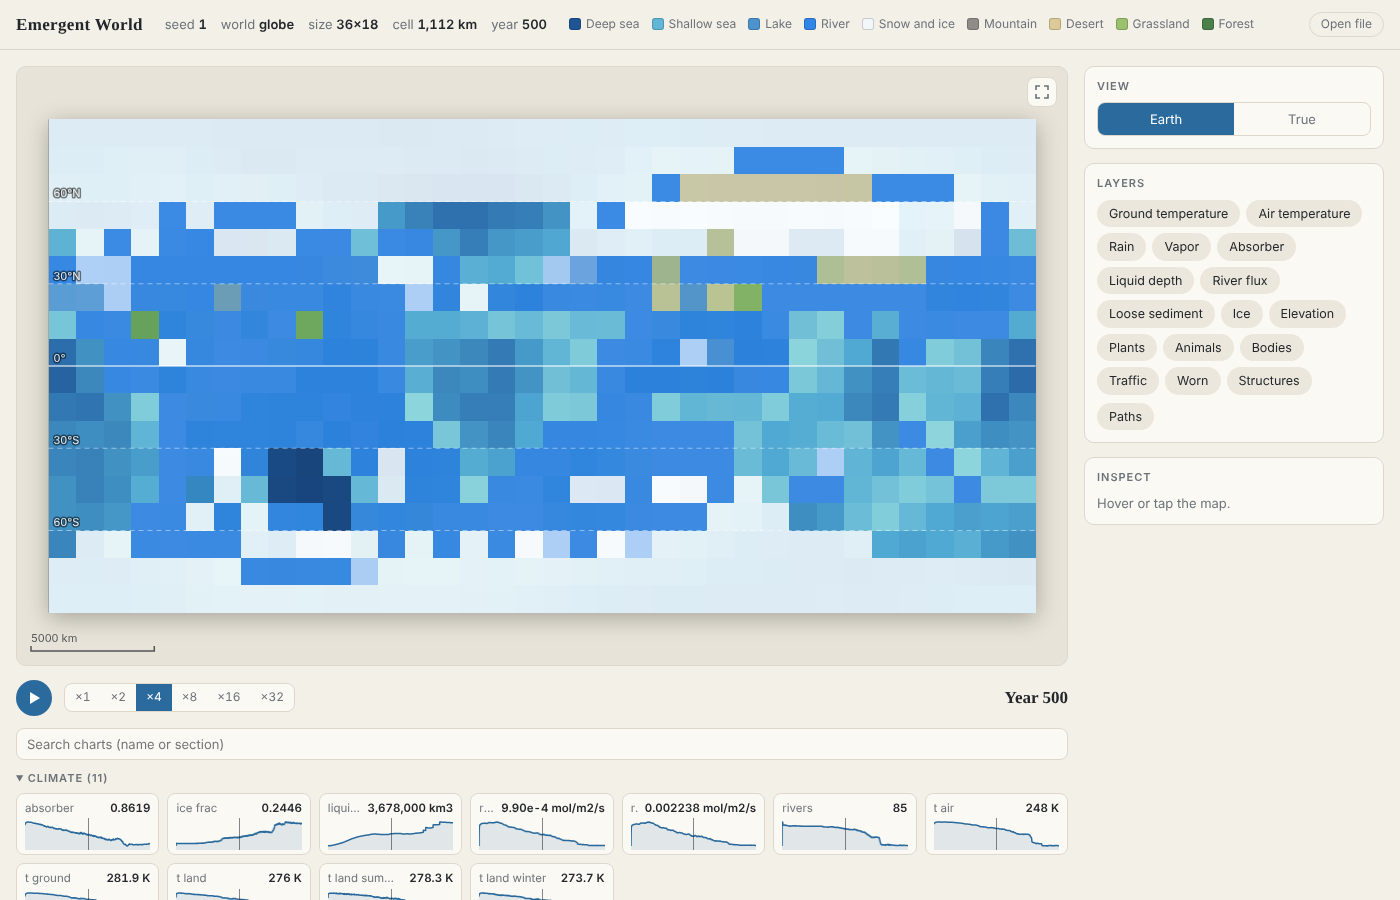 Emergent World seed 1 world globe size 36×18 cell 1,112 km year 500 Deep sea Shallow sea Lake River Snow and ice Mountain Desert Grassland Forest Open file
60°N
30°N
0°
30°S
60°S
5000 km
VIEW
Earth True
LAYERS
Ground temperature Air temperature
Rain Vapor Absorber
Liquid depth River flux
Loose sediment Ice Elevation
Plants Animals Bodies
Traffic Worn Structures
Paths
INSPECT
Hover or tap the map.
×1 ×2 ×4 ×8 ×16 ×32 Year 500
Search charts (name or section)
▼ CLIMATE (11)
absorber 0.8619 ice frac 0.2446 liqui... 3,678,000 km3 r... 9.90e-4 mol/m2/s r. 0.002238 mol/m2/s rivers 85 t air 248 K
t ground 281.9 K t land 276 K t land sum... 278.3 K t land winter 273.7 K